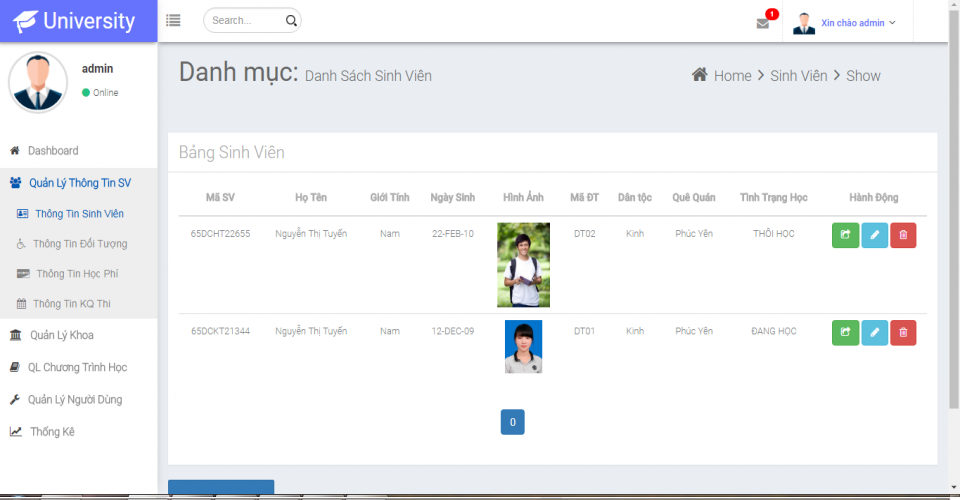 University
Search...
1
Xin chào admin
admin
Online
Danh mục: Danh Sách Sinh Viên
Home > Sinh Viên > Show
Dashboard
Quản Lý Thông Tin SV
Thông Tin Sinh Viên
Thông Tin Đối Tượng
Thông Tin Học Phí
Thông Tin KQ Thi
Quản Lý Khoa
QL Chương Trình Học
Quản Lý Người Dùng
Thống Kê
Bảng Sinh Viên
Mã SV Họ Tên Giới Tính Ngày Sinh Hình Ảnh Mã ĐT Dân tộc Quê Quán Tình Trạng Học Hành Động
65DCHT22655 Nguyễn Thị Tuyến Nam 22-FEB-10 DT02 Kinh Phúc Yên THÔI HỌC
65DCKT21344 Nguyễn Thị Tuyến Nam 12-DEC-09 DT01 Kinh Phúc Yên ĐANG HỌC
0